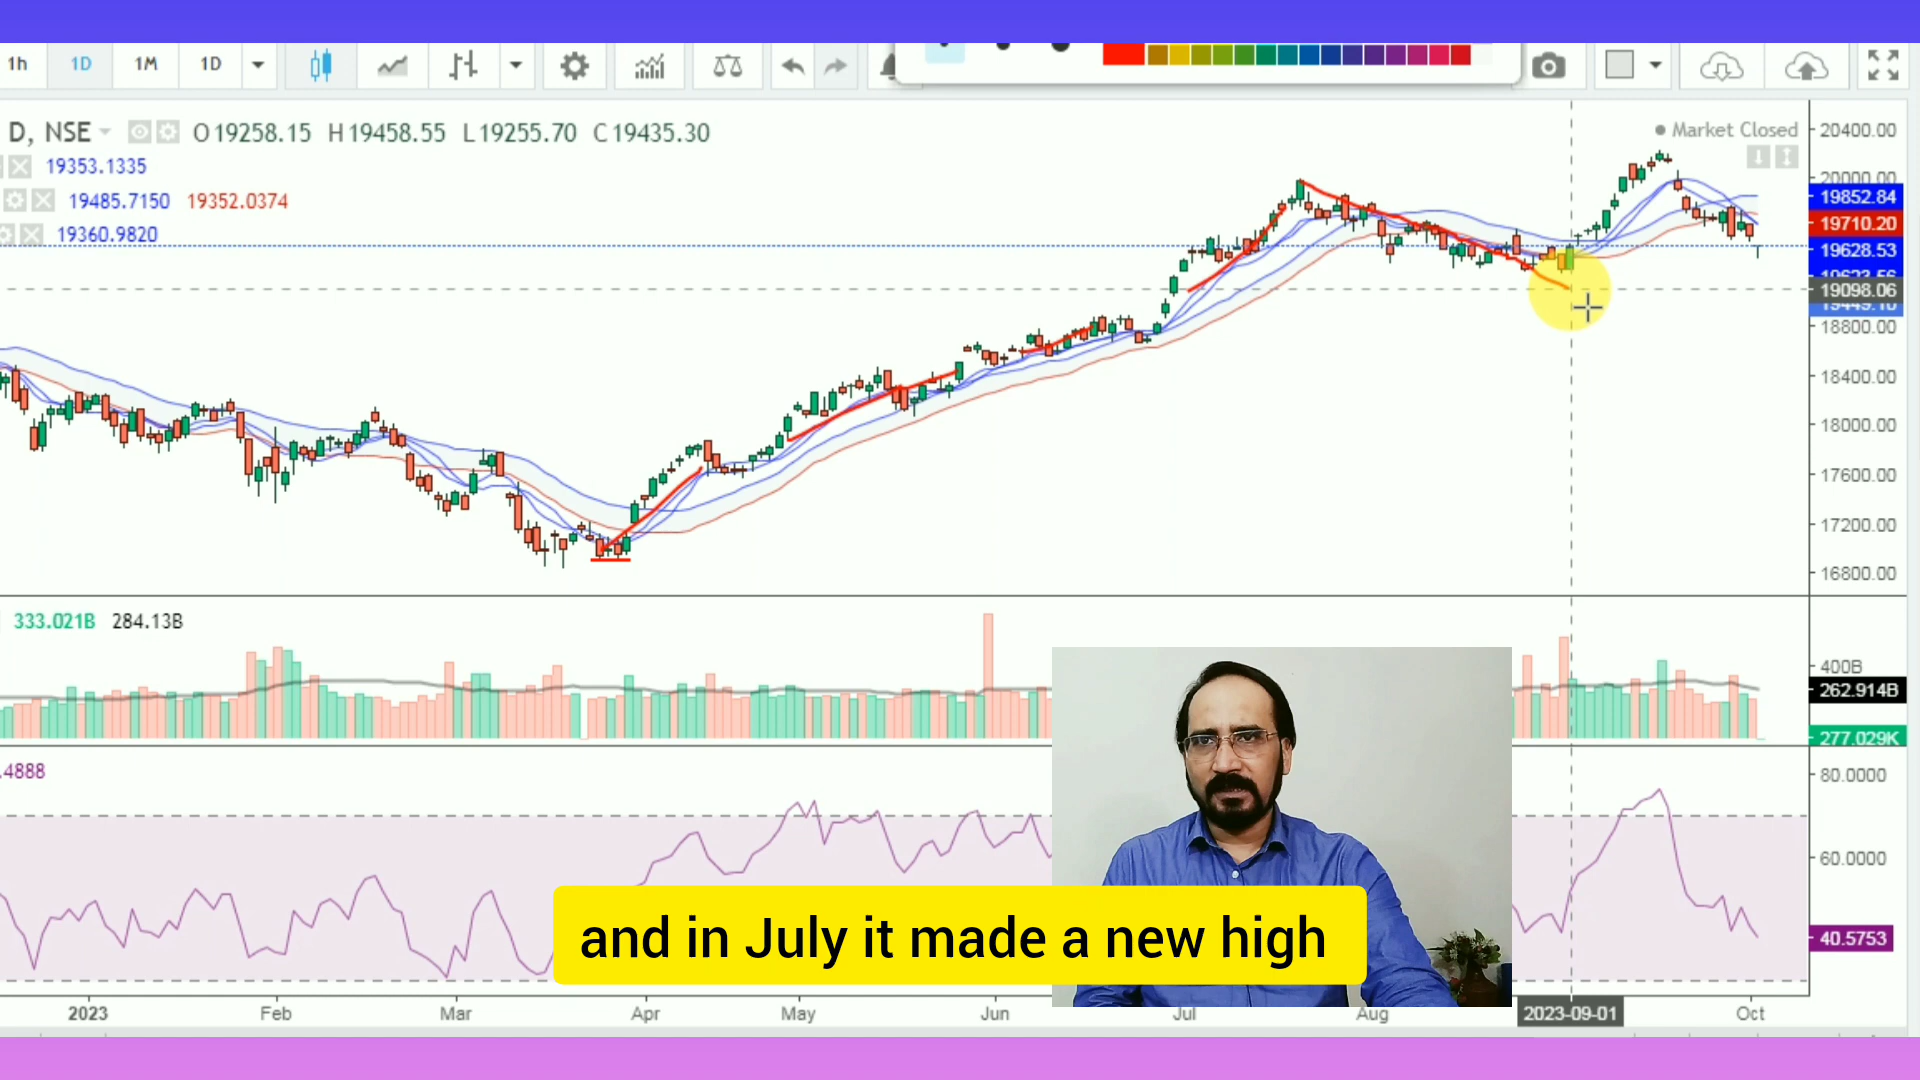 1h 1D 1M 1D
D, NSE O19258.15 H19458.55 L19255.70 C19435.30
Market Closed
19353.1335
19485.7150 19352.0374
19360.9820
20400.00
20000.00
19852.84
19710.20
19628.53
19098.06
18800.00
18400.00
18000.00
17600.00
17200.00
16800.00
333.021B 284.13B
400B
262.914B
277.029K
.4888
80.0000
60.0000
40.5753
and in July it made a new high
2023 Feb Mar Apr May Jun Jul Aug 2023-09-01 Oct